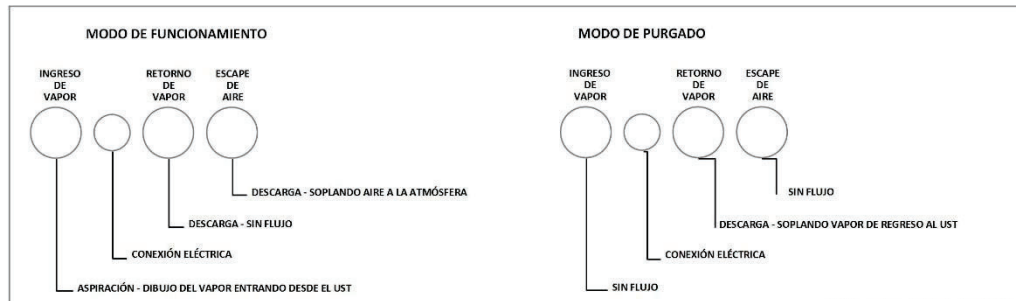 MODO DE FUNCIONAMIENTO
INGRESO
DE
VAPOR
RETORNO
DE
VAPOR
ESCAPE
DE
AIRE
DESCARGA - SOPLANDO AIRE A LA ATMÓSFERA
DESCARGA - SIN FLUJO
CONEXIÓN ELÉCTRICA
ASPIRACIÓN - DIBUJO DEL VAPOR ENTRANDO DESDE EL UST
MODO DE PURGADO
INGRESO
DE
VAPOR
RETORNO
DE
VAPOR
ESCAPE
DE
AIRE
SIN FLUJO
DESCARGA - SOPLANDO VAPOR DE REGRESO AL UST
CONEXIÓN ELÉCTRICA
SIN FLUJO